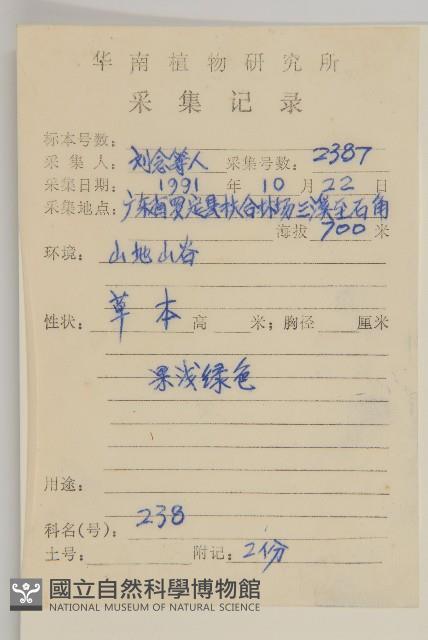 华南植物研究所
采集记录
标本号数:
采集人: 刘念等人 采集号数: 2387
采集日期: 1991 年 10 月 22 日
采集地点: 广东省罗定县扶合林场三溪至石角
海拔 700 米
环境: 山地山谷
性状: 草本 高 米; 胸径 厘米
果浅绿色
用途:
科名(号): 238
土号: 附记: 2份
國立自然科學博物館
NATIONAL MUSEUM OF NATURAL SCIENCE